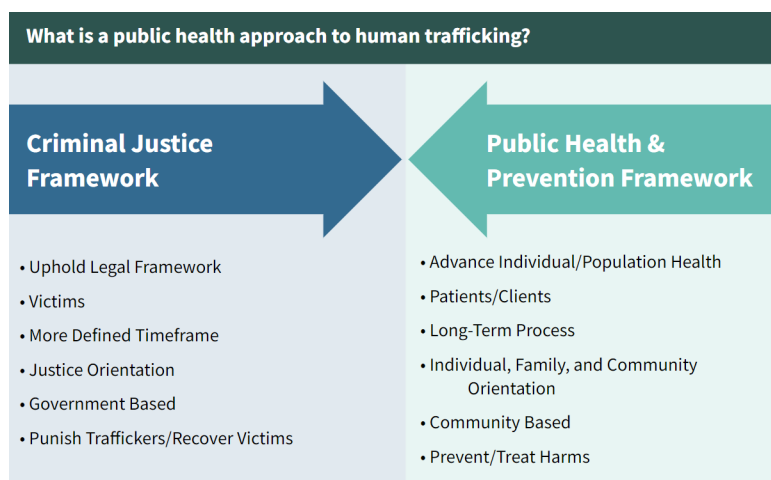 What is a public health approach to human trafficking?
Criminal Justice
Framework
• Uphold Legal Framework
• Victims
• More Defined Timeframe
• Justice Orientation
• Government Based
• Punish Traffickers/Recover Victims
Public Health &
Prevention Framework
• Advance Individual/Population Health
• Patients/Clients
• Long-Term Process
• Individual, Family, and Community
Orientation
• Community Based
• Prevent/Treat Harms